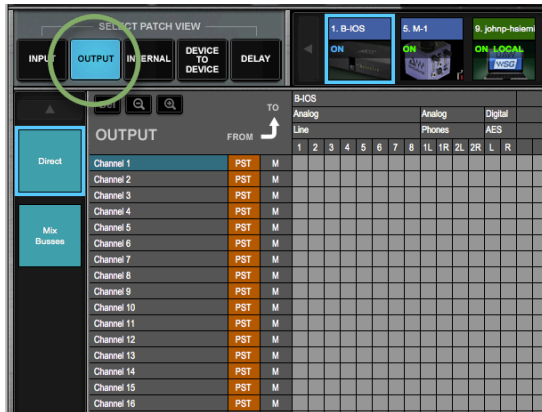 SELECT PATCH VIEW
INPUT OUTPUT INTERNAL DEVICE TO DEVICE DELAY
1. B-IOS 5. M-1 9. johnp-hsiemi
ON ON ON LOCAL
WSG
TO
OUTPUT FROM
B-IOS
Analog Analog Digital
Line Phones AES
1 2 3 4 5 6 7 8 1L 1R 2L 2R L R
Direct
Mix
Busses
Channel 1 PST M
Channel 2 PST M
Channel 3 PST M
Channel 4 PST M
Channel 5 PST M
Channel 6 PST M
Channel 7 PST M
Channel 8 PST M
Channel 9 PST M
Channel 10 PST M
Channel 11 PST M
Channel 12 PST M
Channel 13 PST M
Channel 14 PST M
Channel 15 PST M
Channel 16 PST M